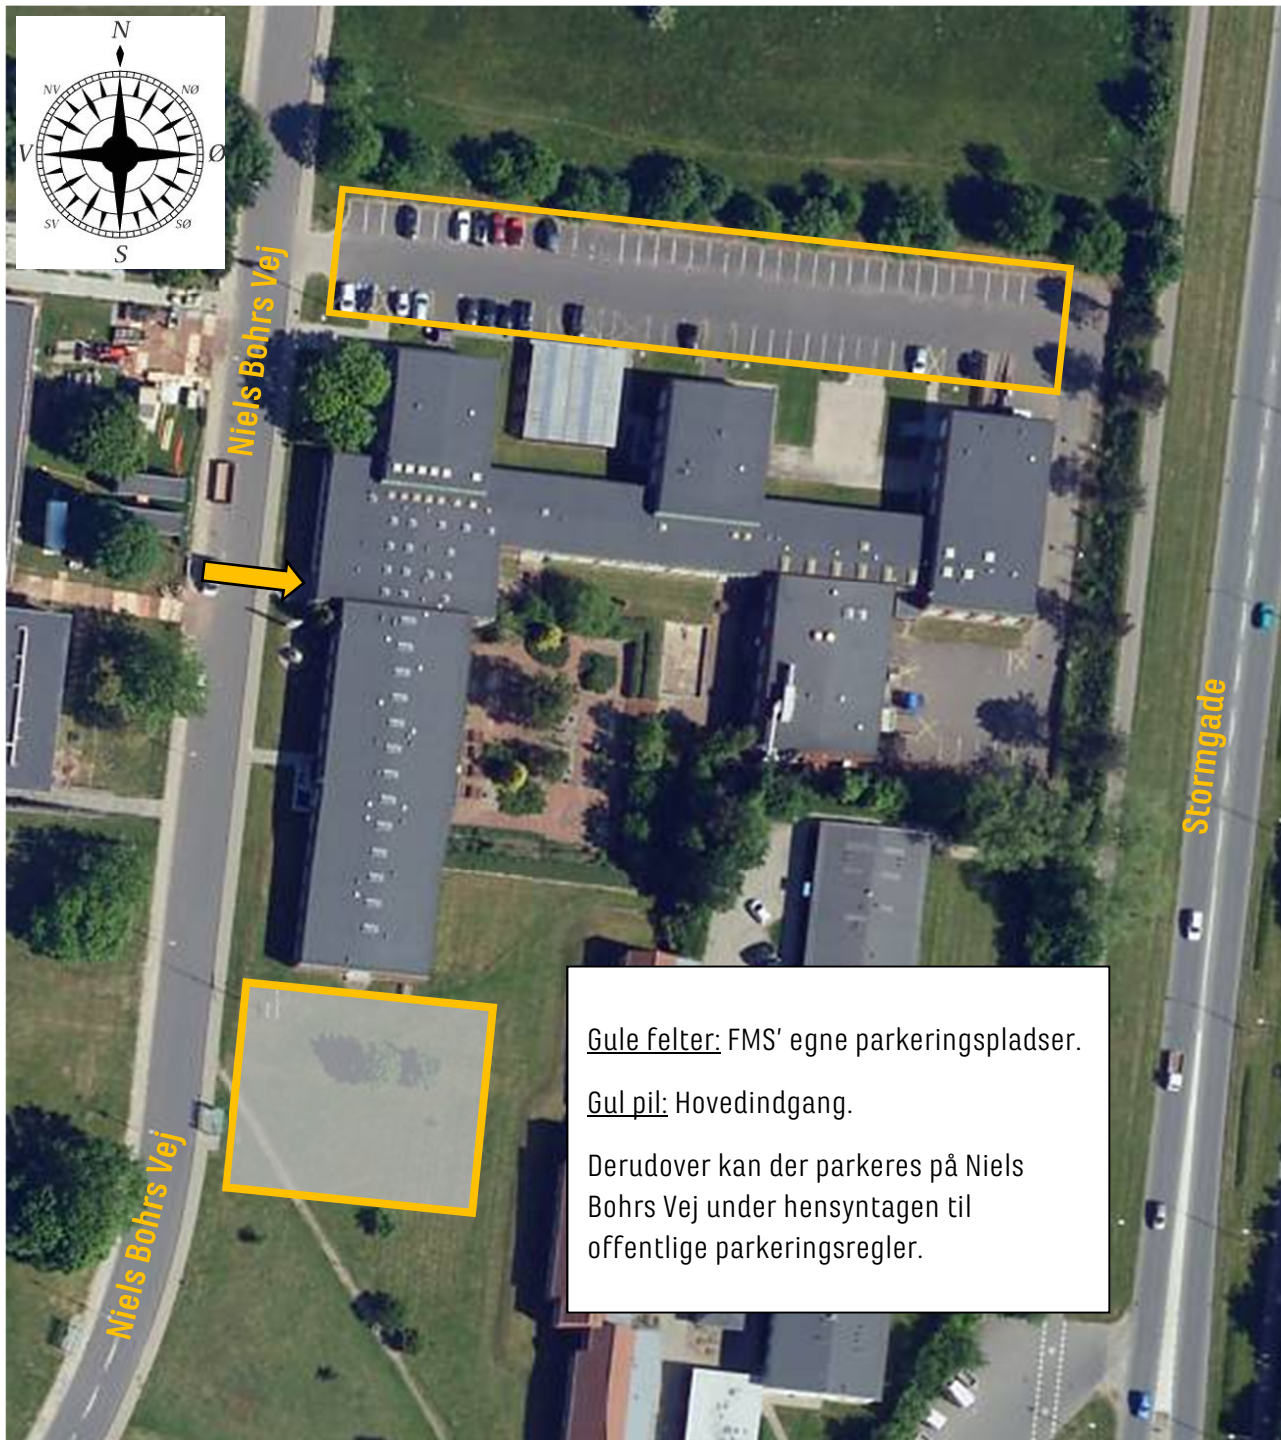 N
NV
NØ
V
Ø
SV
SØ
S
Niels Bohrs Vej
Stormgade
Niels Bohrs Vej
Gule felter: FMS’ egne parkeringspladser.
Gul pil: Hovedindgang.
Derudover kan der parkeres på Niels
Bohrs Vej under hensyntagen til
offentlige parkeringsregler.